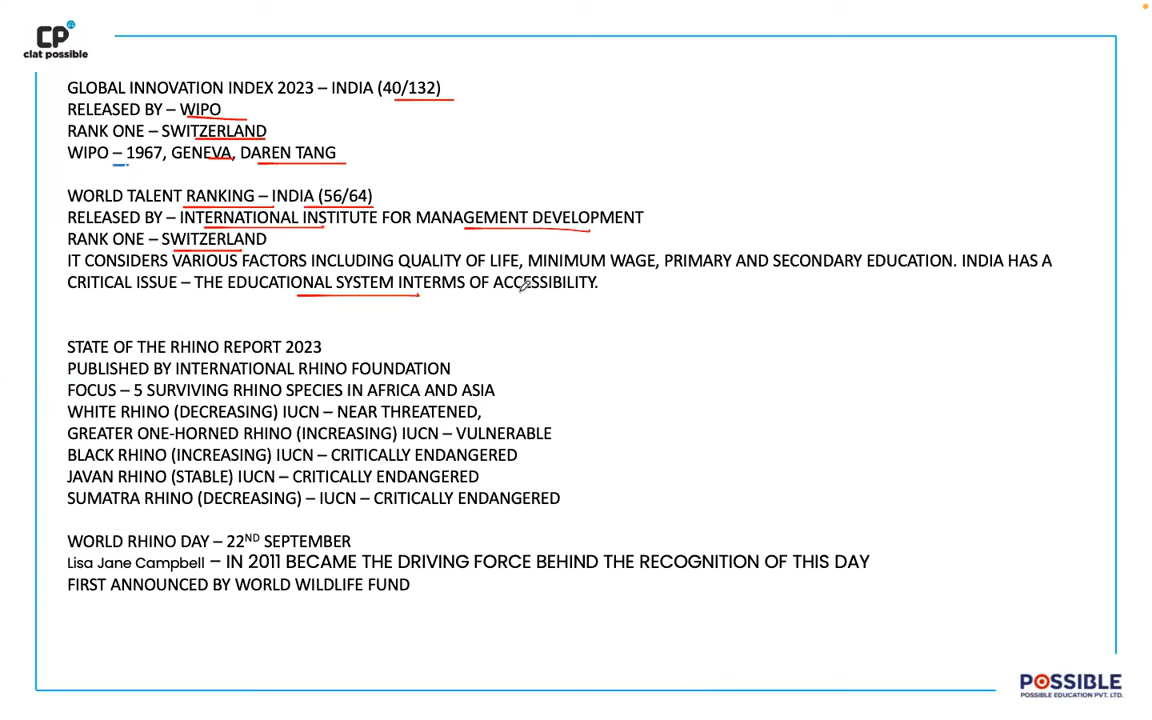 CP
clat possible
GLOBAL INNOVATION INDEX 2023 – INDIA (40/132)
RELEASED BY – WIPO
RANK ONE – SWITZERLAND
WIPO – 1967, GENEVA, DAREN TANG
WORLD TALENT RANKING – INDIA (56/64)
RELEASED BY – INTERNATIONAL INSTITUTE FOR MANAGEMENT DEVELOPMENT
RANK ONE – SWITZERLAND
IT CONSIDERS VARIOUS FACTORS INCLUDING QUALITY OF LIFE, MINIMUM WAGE, PRIMARY AND SECONDARY EDUCATION. INDIA HAS A
CRITICAL ISSUE – THE EDUCATIONAL SYSTEM INTERMS OF ACCESSIBILITY.
STATE OF THE RHINO REPORT 2023
PUBLISHED BY INTERNATIONAL RHINO FOUNDATION
FOCUS – 5 SURVIVING RHINO SPECIES IN AFRICA AND ASIA
WHITE RHINO (DECREASING) IUCN – NEAR THREATENED,
GREATER ONE-HORNED RHINO (INCREASING) IUCN – VULNERABLE
BLACK RHINO (INCREASING) IUCN – CRITICALLY ENDANGERED
JAVAN RHINO (STABLE) IUCN – CRITICALLY ENDANGERED
SUMATRA RHINO (DECREASING) – IUCN – CRITICALLY ENDANGERED
WORLD RHINO DAY – 22ND SEPTEMBER
Lisa Jane Campbell – IN 2011 BECAME THE DRIVING FORCE BEHIND THE RECOGNITION OF THIS DAY
FIRST ANNOUNCED BY WORLD WILDLIFE FUND
POSSIBLE
POSSIBLE EDUCATION PVT. LTD.